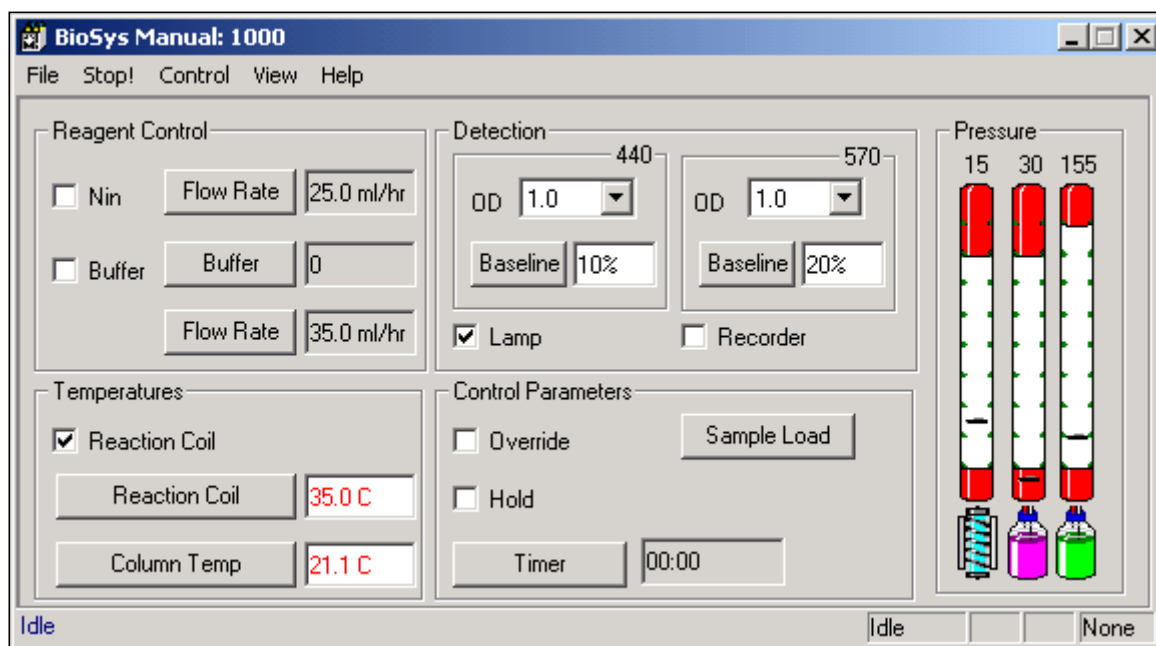 BioSys Manual: 1000
File Stop! Control View Help
Reagent Control
Nin Flow Rate 25.0 ml/hr
Buffer Buffer 0
Flow Rate 35.0 ml/hr
Detection
440
OD 1.0
Baseline 10%
570
OD 1.0
Baseline 20%
Lamp
Recorder
Pressure
15 30 155
Temperatures
Reaction Coil
Reaction Coil 35.0 C
Column Temp 21.1 C
Control Parameters
Override
Sample Load
Hold
Timer 00:00
Idle
Idle
None